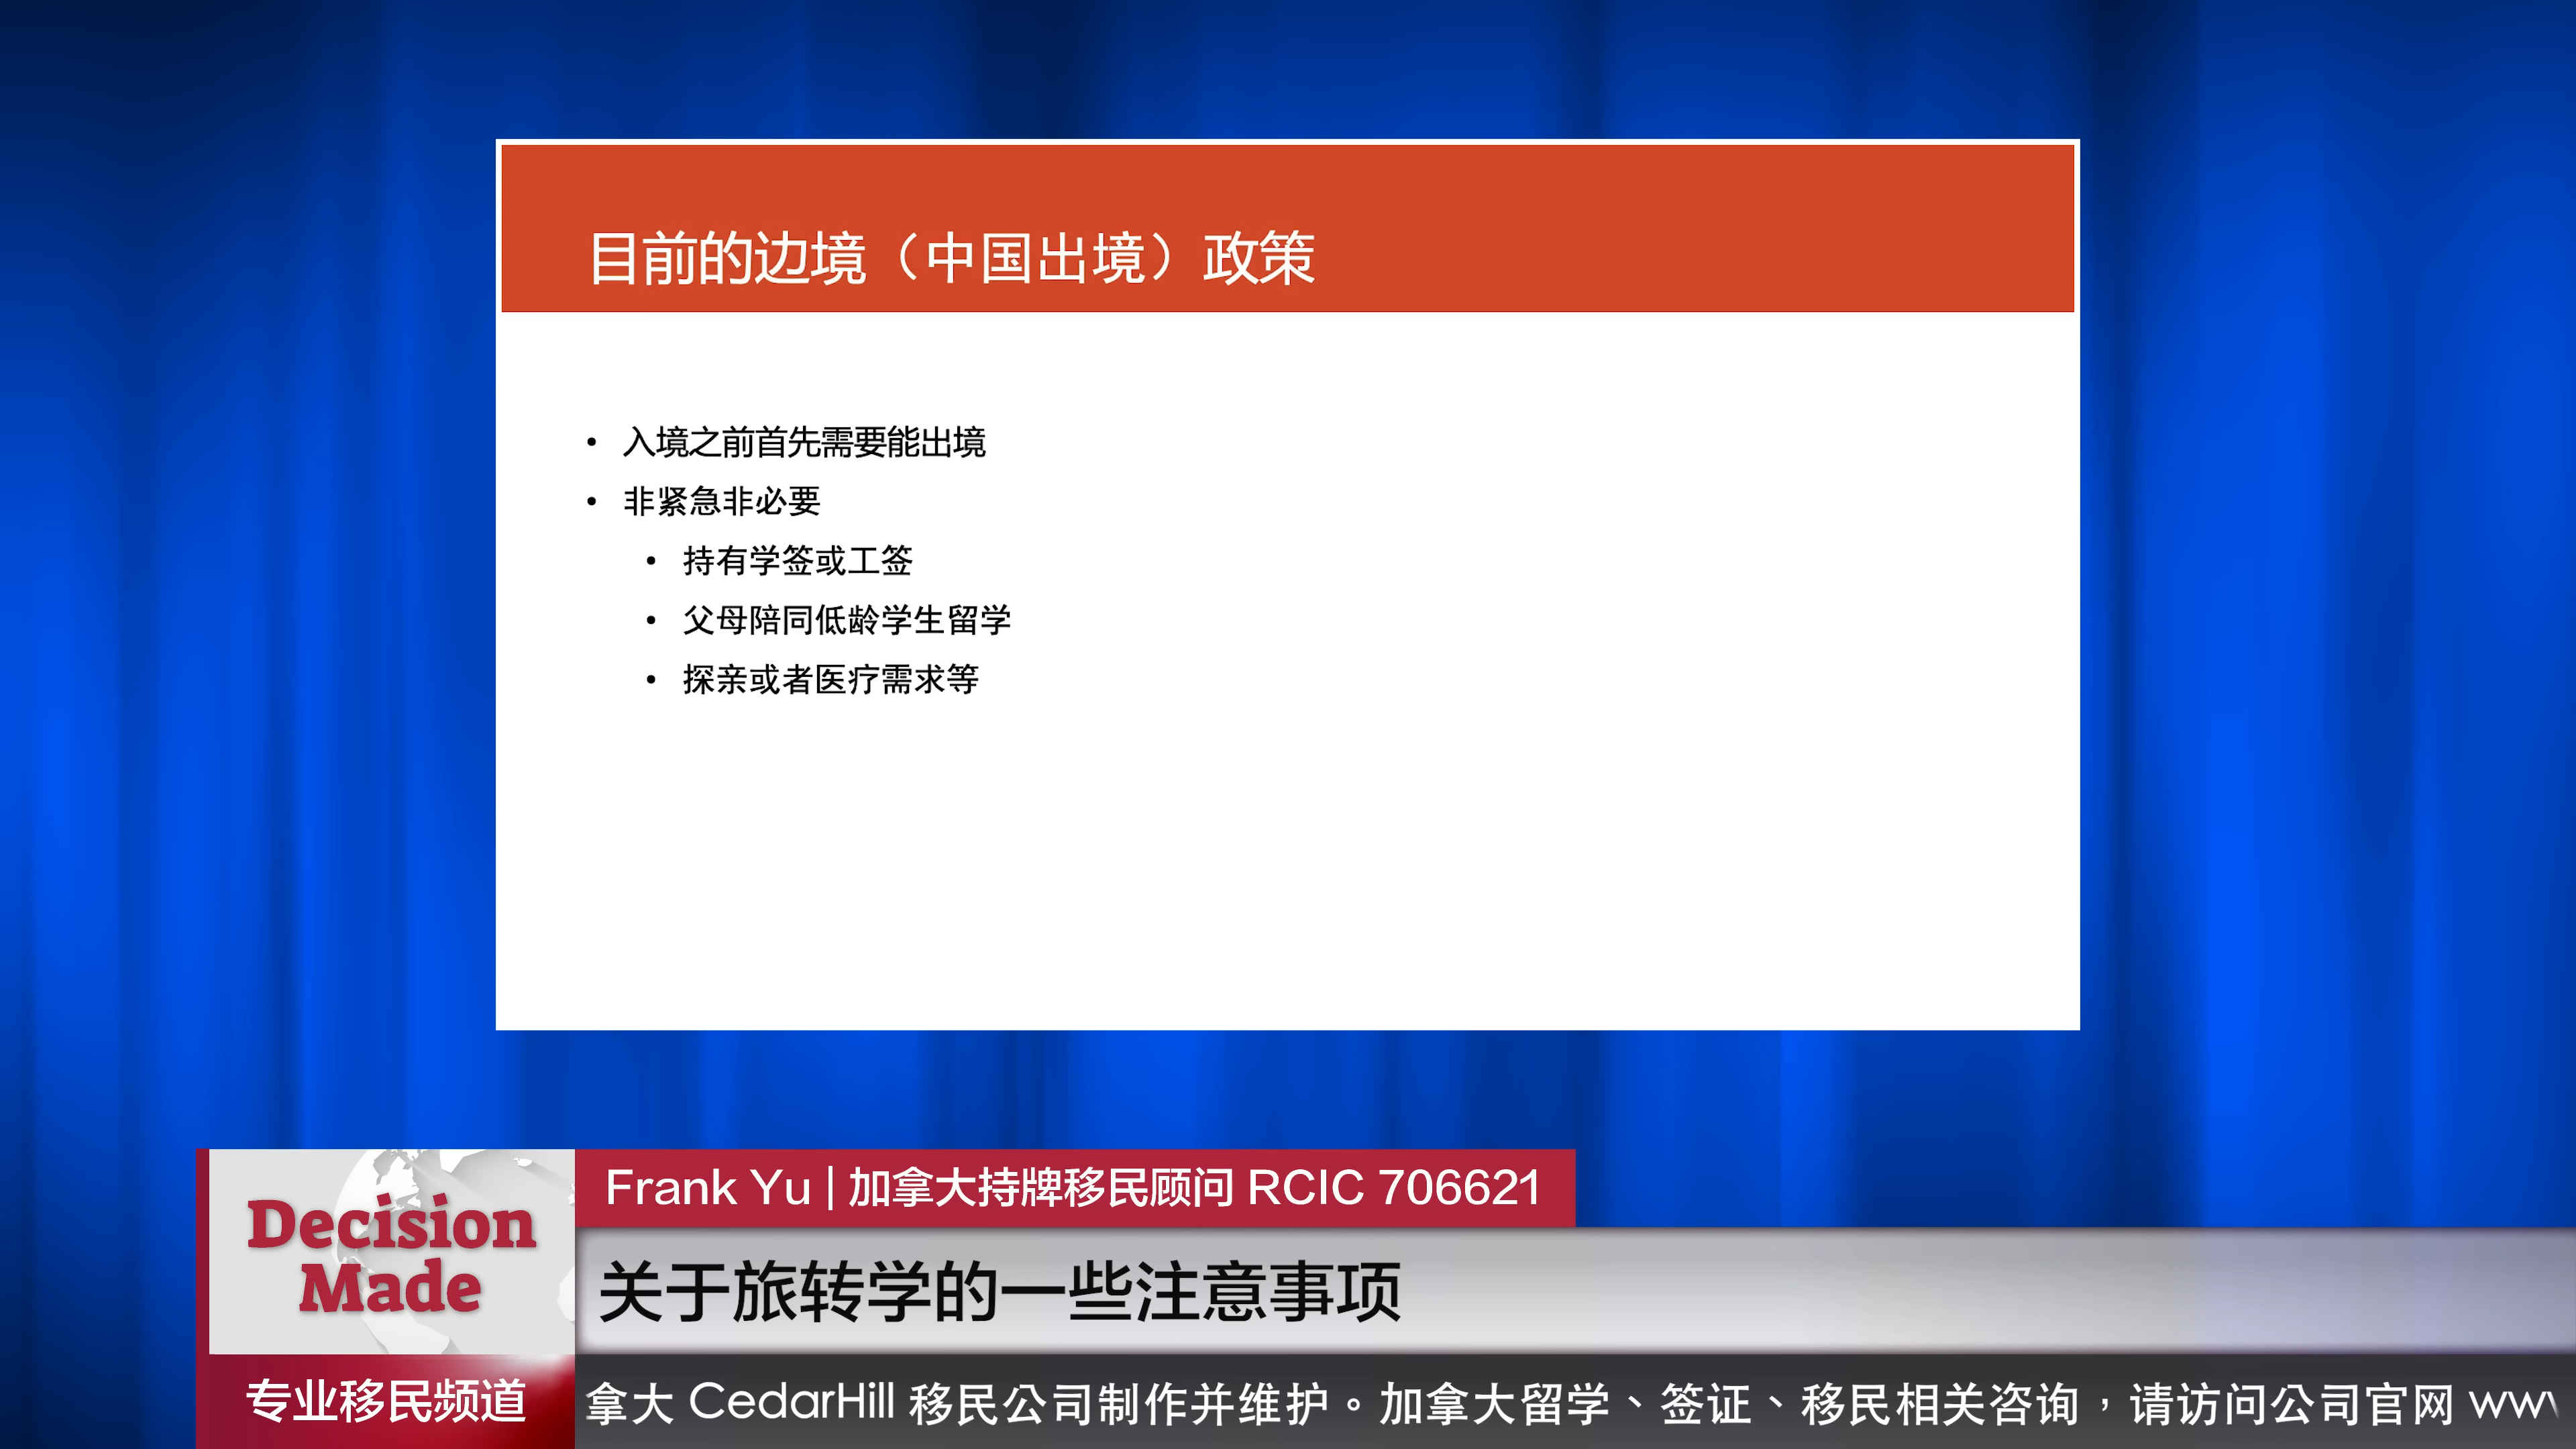 目前的边境（中国出境）政策
• 入境之前首先需要能出境
• 非紧急非必要
• 持有学签或工签
• 父母陪同低龄学生留学
• 探亲或者医疗需求等
Frank Yu | 加拿大持牌移民顾问 RCIC 706621
Decision
Made
关于旅转学的一些注意事项
专业移民频道
拿大 CedarHill 移民公司制作并维护。加拿大留学、签证、移民相关咨询，请访问公司官网 www